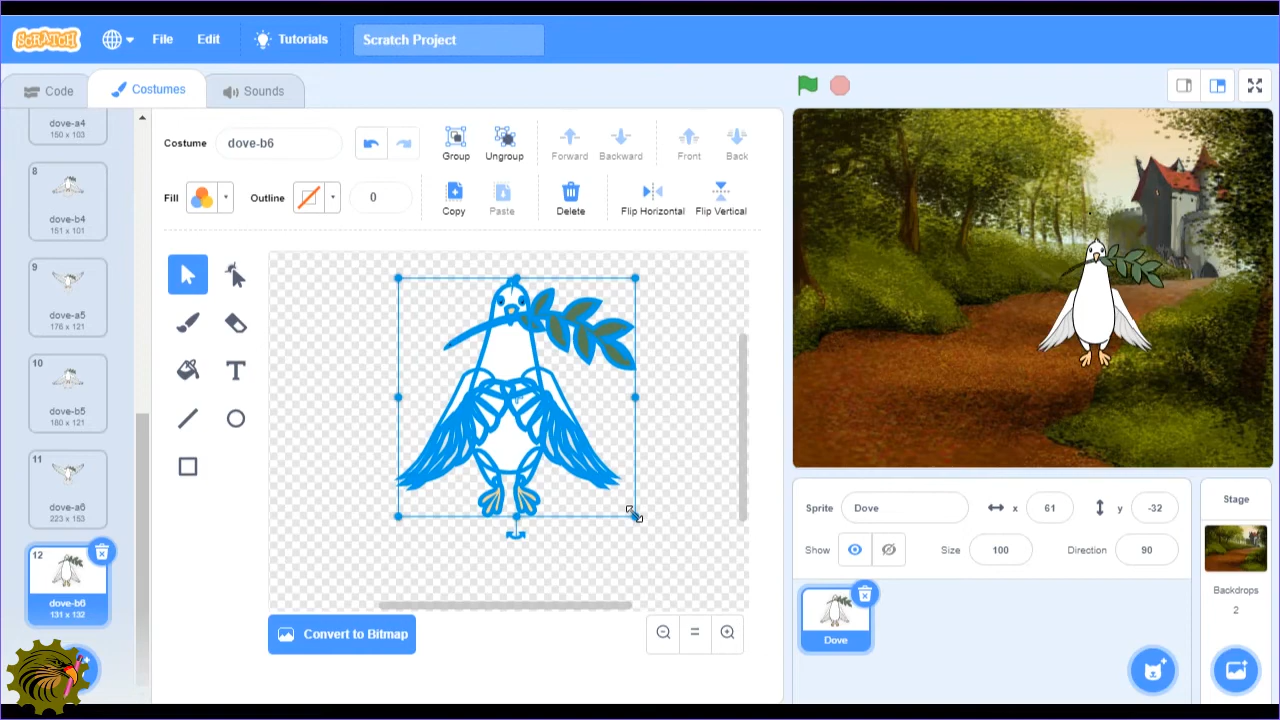 SCRATCH File Edit Tutorials Scratch Project
Code Costumes Sounds
dove-a4
150 x 103
8
dove-b4
151 x 101
9
dove-a5
176 x 121
10
dove-b5
180 x 121
11
dove-a6
223 x 153
12
dove-b6
131 x 132
Costume dove-b6
Group Ungroup Forward Backward Front Back
Fill Outline 0
Copy Paste Delete Flip Horizontal Flip Vertical
Convert to Bitmap
Sprite Dove x 61 y -32
Show Size 100 Direction 90
Dove
Stage
Backdrops
2